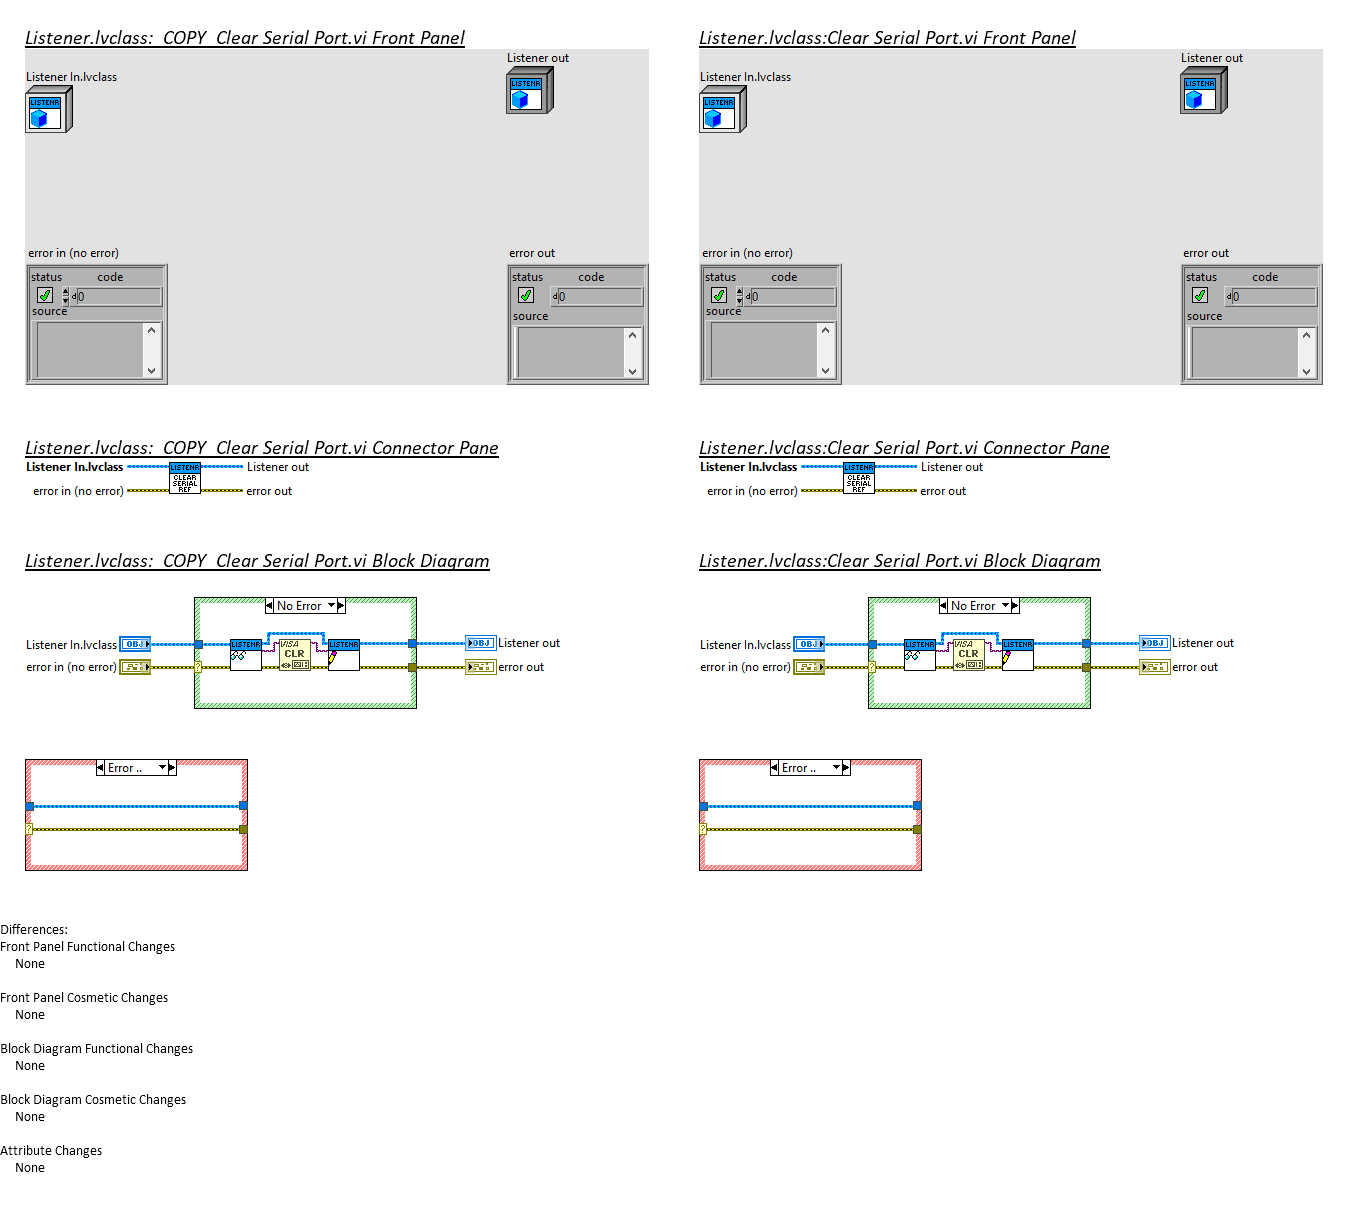 Listener.lvclass:  COPY  Clear Serial Port.vi Front Panel
Listener In.lvclass
LISTENR
Listener out
LISTENR
error in (no error)
status code
0
source
error out
status code
0
source
Listener.lvclass:Clear Serial Port.vi Front Panel
Listener In.lvclass
LISTENR
Listener out
LISTENR
error in (no error)
status code
0
source
error out
status code
0
source
Listener.lvclass:  COPY  Clear Serial Port.vi Connector Pane
Listener In.lvclass
error in (no error)
LISTENR
CLEAR
SERIAL
REF
Listener out
error out
Listener.lvclass:Clear Serial Port.vi Connector Pane
Listener In.lvclass
error in (no error)
LISTENR
CLEAR
SERIAL
REF
Listener out
error out
Listener.lvclass:  COPY  Clear Serial Port.vi Block Diagram
No Error
Listener In.lvclass
OBJ
error in (no error)
?
LISTENR
VISA
CLR
LISTENR
OBJ
Listener out
error out
Error ..
?
Listener.lvclass:Clear Serial Port.vi Block Diagram
No Error
Listener In.lvclass
OBJ
error in (no error)
?
LISTENR
VISA
CLR
LISTENR
OBJ
Listener out
error out
Error ..
?
Differences:
Front Panel Functional Changes
None
Front Panel Cosmetic Changes
None
Block Diagram Functional Changes
None
Block Diagram Cosmetic Changes
None
Attribute Changes
None